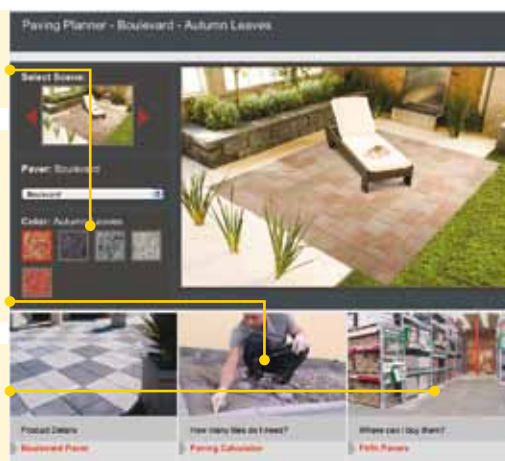 Paving Planner - Boulevard - Autumn Leaves
Select Scene:
Paver: Boulevard
Boulevard
Color: Autumn Leaves
Product Details
How many tiles do I need?
Where can I buy them?
Boulevard Paver
Paving Calculator
Find Pavers